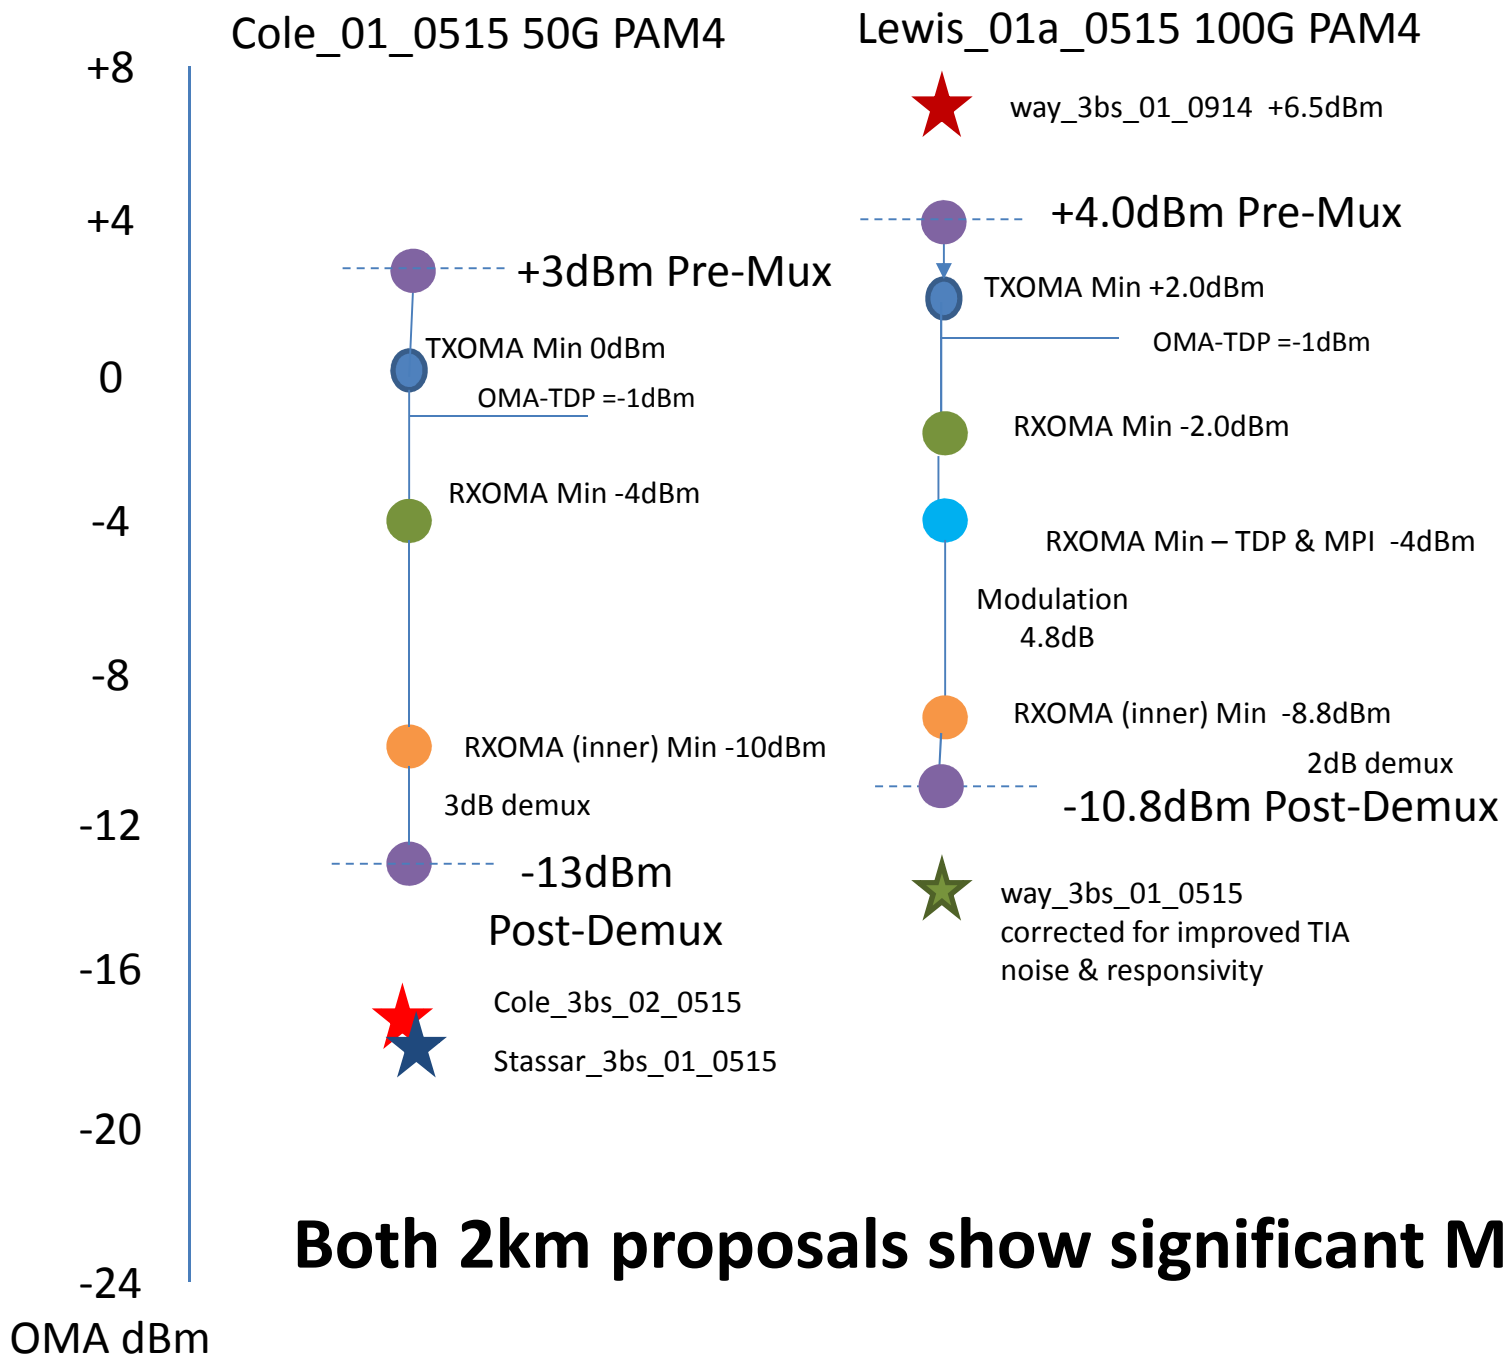 Cole_01_0515 50G PAM4
Lewis_01a_0515 100G PAM4
+8
+4
0
-4
-8
-12
-16
-20
-24
OMA dBm
+3dBm Pre-Mux
TXOMA Min 0dBm
OMA-TDP =-1dBm
RXOMA Min -4dBm
RXOMA (inner) Min -10dBm
3dB demux
-13dBm
Post-Demux
Cole_3bs_02_0515
Stassar_3bs_01_0515
way_3bs_01_0914 +6.5dBm
+4.0dBm Pre-Mux
TXOMA Min +2.0dBm
OMA-TDP =-1dBm
RXOMA Min -2.0dBm
RXOMA Min – TDP & MPI -4dBm
Modulation
4.8dB
RXOMA (inner) Min -8.8dBm
2dB demux
-10.8dBm Post-Demux
way_3bs_01_0515
corrected for improved TIA
noise & responsivity
Both 2km proposals show significant M